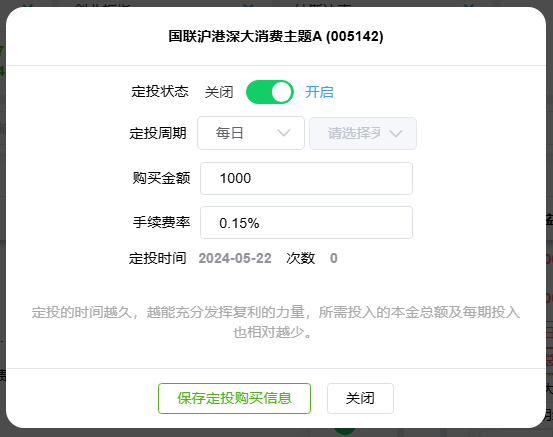 国联沪港深大消费主题A (005142)
定投状态 关闭 开启
定投周期 每日 请选择买
购买金额 1000
手续费率 0.15%
定投时间 2024-05-22 次数 0
定投的时间越久，越能充分发挥复利的力量，所需投入的本金总额及每期投入
也相对越少。
保存定投购买信息 关闭